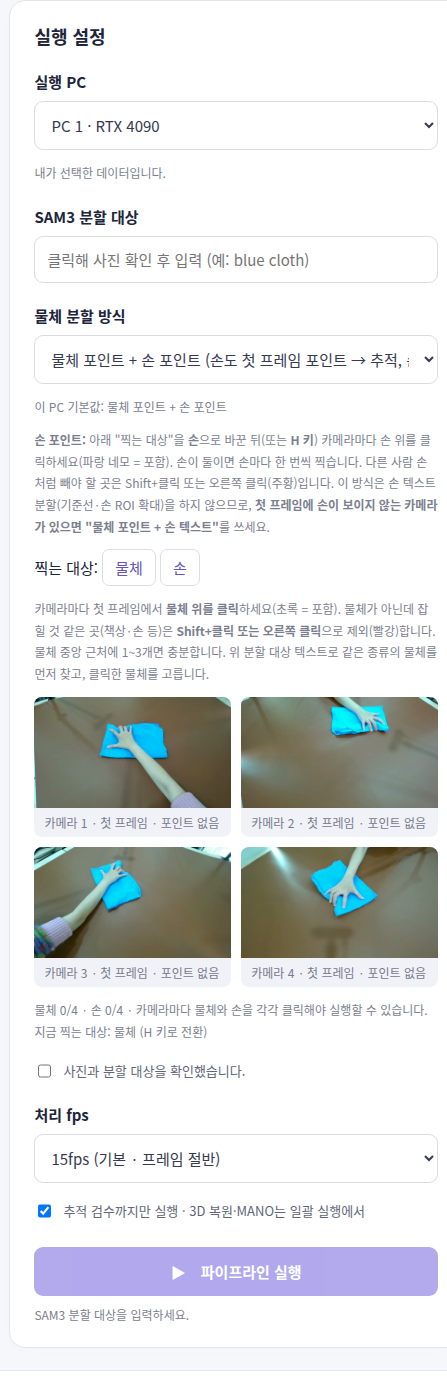 실행 설정
실행 PC
PC 1 · RTX 4090
내가 선택한 데이터입니다.
SAM3 분할 대상
클릭해 사진 확인 후 입력 (예: blue cloth)
물체 분할 방식
물체 포인트 + 손 포인트 (손도 첫 프레임 포인트 → 추적,
이 PC 기본값: 물체 포인트 + 손 포인트
손 포인트: 아래 "찍는 대상"을 손으로 바꾼 뒤(또는 H 키) 카메라마다 손 위를 클
릭하세요(파랑 네모 = 포함). 손이 둘이면 손마다 한 번씩 찍습니다. 다른 사람 손
처럼 빼야 할 곳은 Shift+클릭 또는 오른쪽 클릭(주황)입니다. 이 방식은 손 텍스트
분할(기준선·손 ROI 확대)을 하지 않으므로, 첫 프레임에 손이 보이지 않는 카메라
가 있으면 "물체 포인트 + 손 텍스트"를 쓰세요.
찍는 대상: 물체 손
카메라마다 첫 프레임에서 물체 위를 클릭하세요(초록 = 포함). 물체가 아닌데 잡
힐 것 같은 곳(책상·손 등)은 Shift+클릭 또는 오른쪽 클릭으로 제외(빨강)합니다.
물체 중앙 근처에 1~3개면 충분합니다. 위 분할 대상 텍스트로 같은 종류의 물체를
먼저 찾고, 클릭한 물체를 고릅니다.
카메라 1 · 첫 프레임 · 포인트 없음
카메라 2 · 첫 프레임 · 포인트 없음
카메라 3 · 첫 프레임 · 포인트 없음
카메라 4 · 첫 프레임 · 포인트 없음
물체 0/4 · 손 0/4 · 카메라마다 물체와 손을 각각 클릭해야 실행할 수 있습니다.
지금 찍는 대상: 물체 (H 키로 전환)
사진과 분할 대상을 확인했습니다.
처리 fps
15fps (기본 · 프레임 절반)
추적 검수까지만 실행 · 3D 복원·MANO는 일괄 실행에서
▶ 파이프라인 실행
SAM3 분할 대상을 입력하세요.